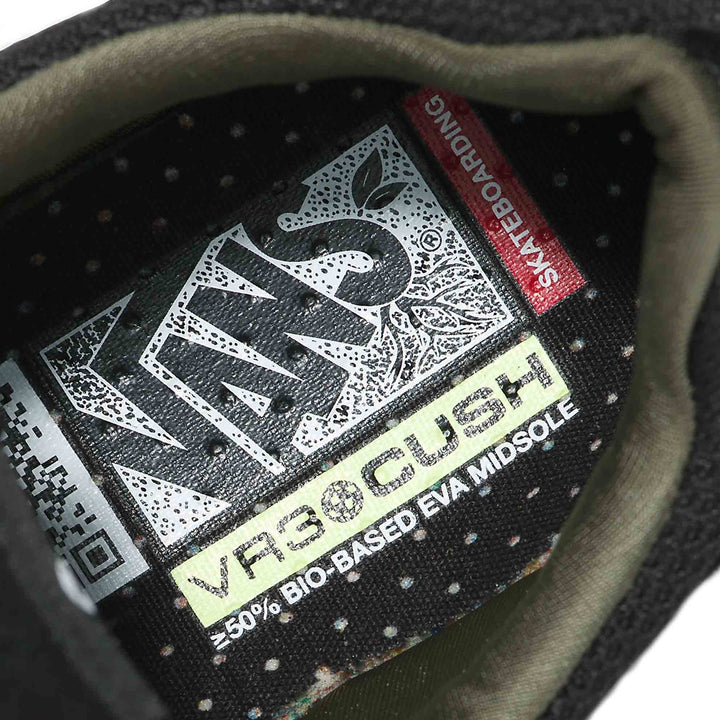 VANS®
SKATEBOARDING
VR3CUSH
≥50% BIO-BASED EVA MIDSOLE